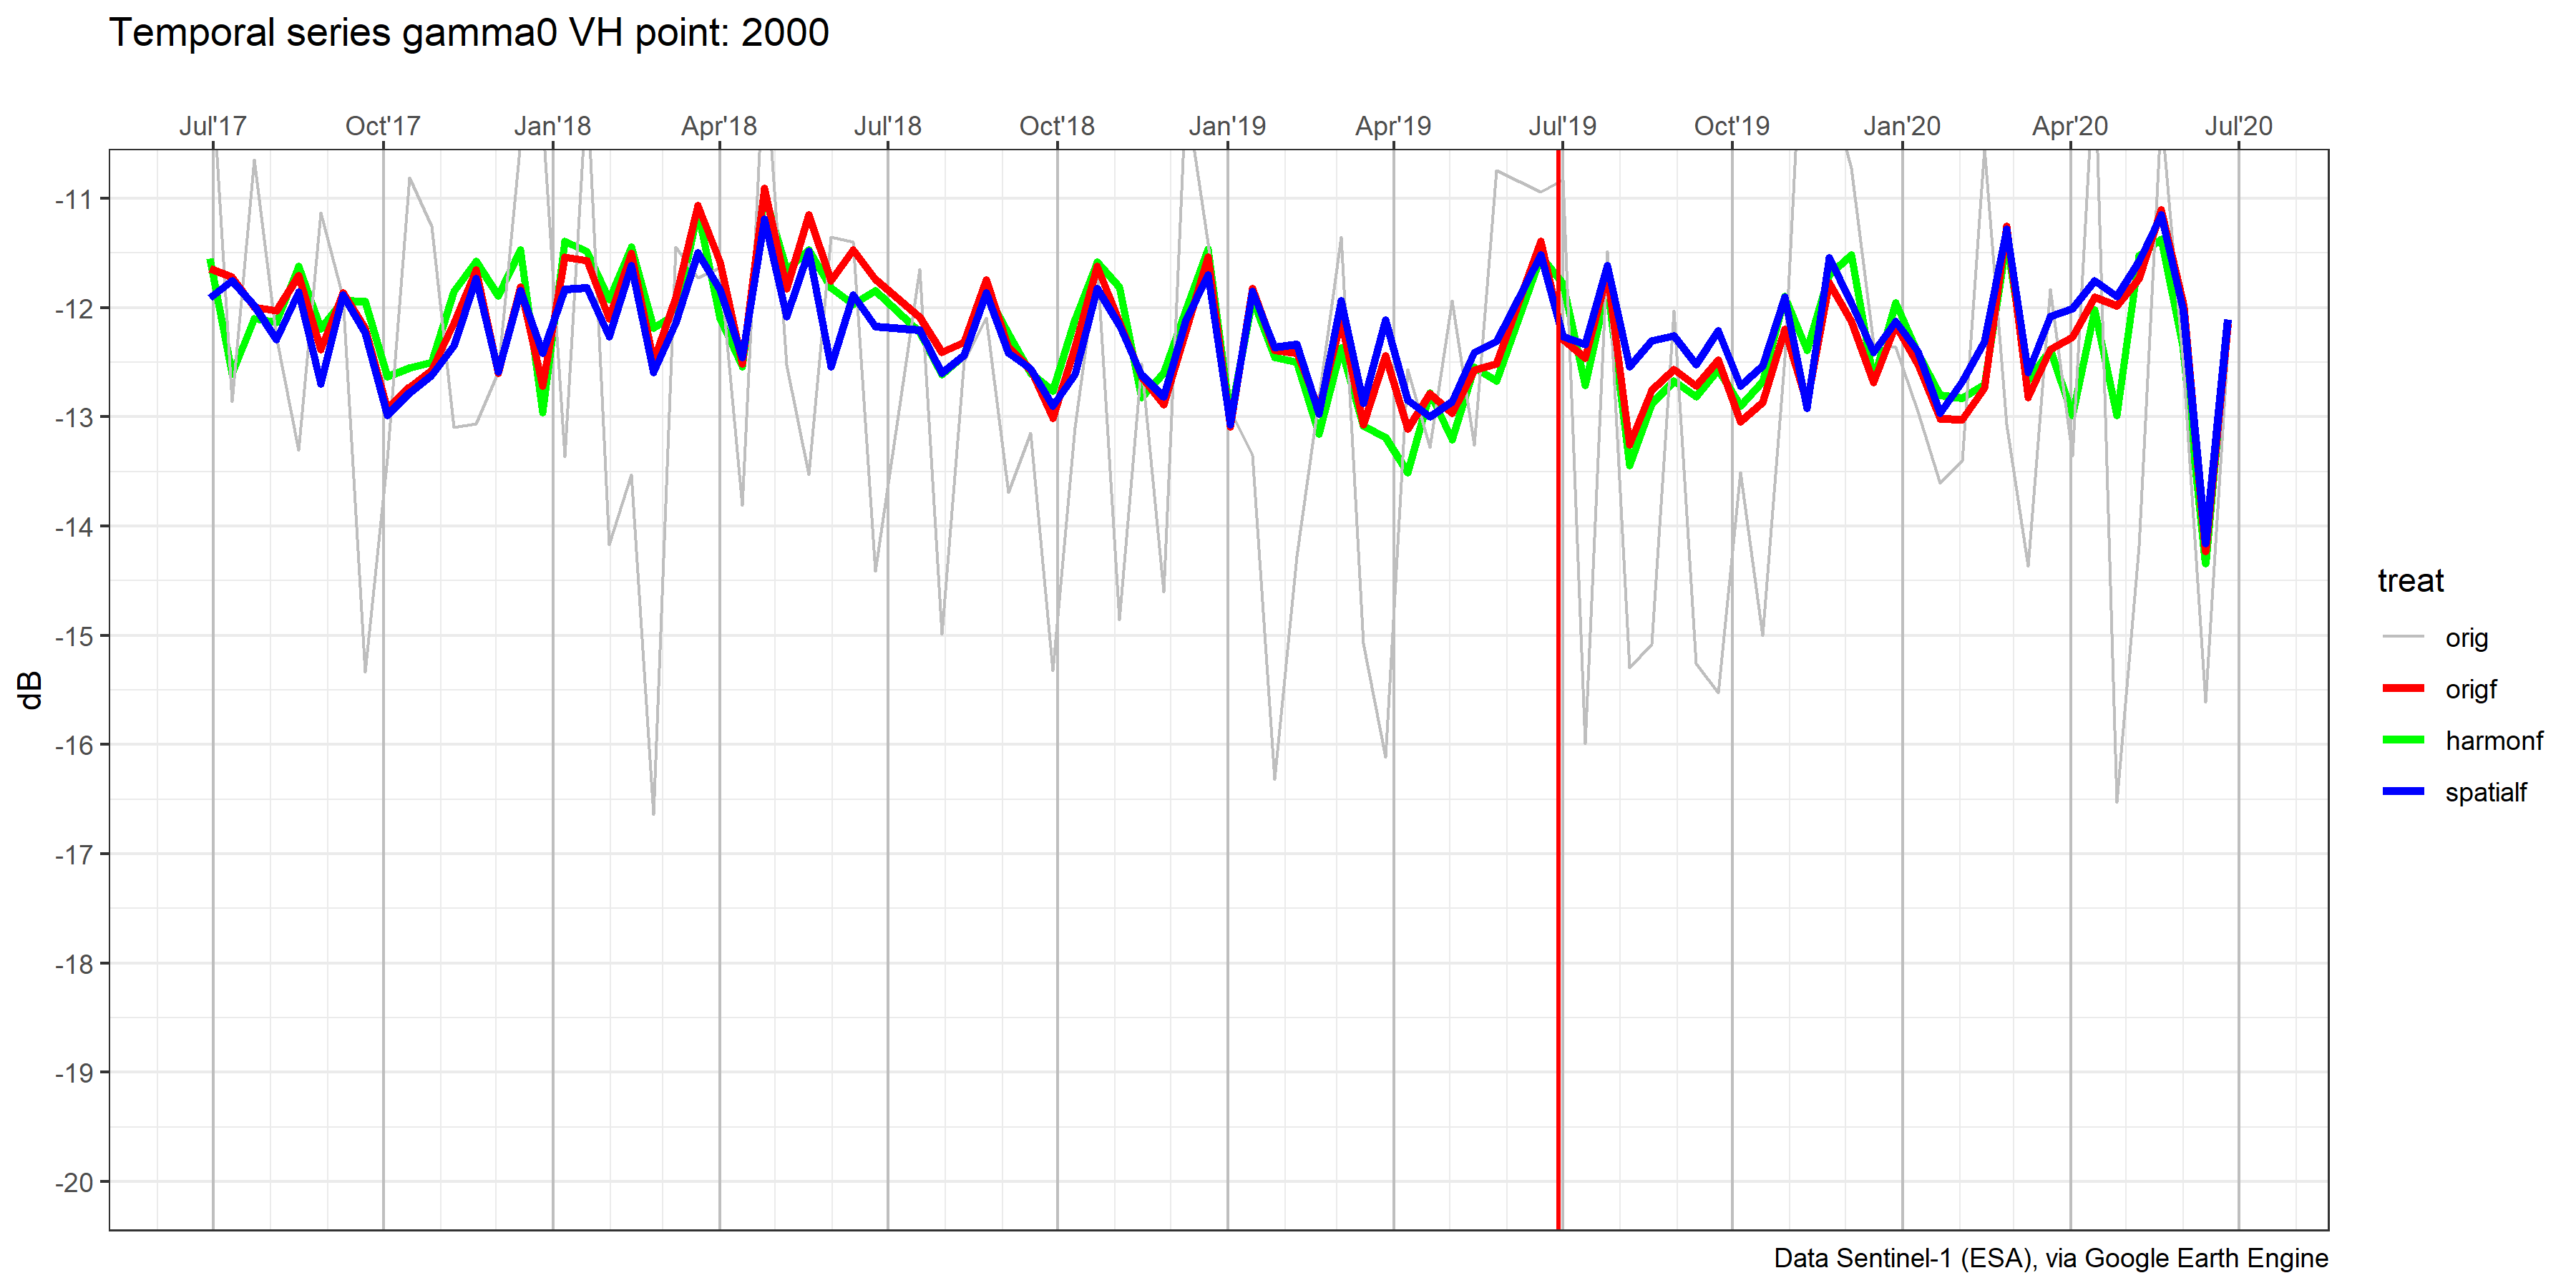 Temporal series gamma0 VH point: 2000
Jul'17 Oct'17 Jan'18 Apr'18 Jul'18 Oct'18 Jan'19 Apr'19 Jul'19 Oct'19 Jan'20 Apr'20 Jul'20
-11
-12
-13
-14
-15
-16
-17
-18
-19
-20
dB
treat
orig
origf
harmonf
spatialf
Data Sentinel-1 (ESA), via Google Earth Engine